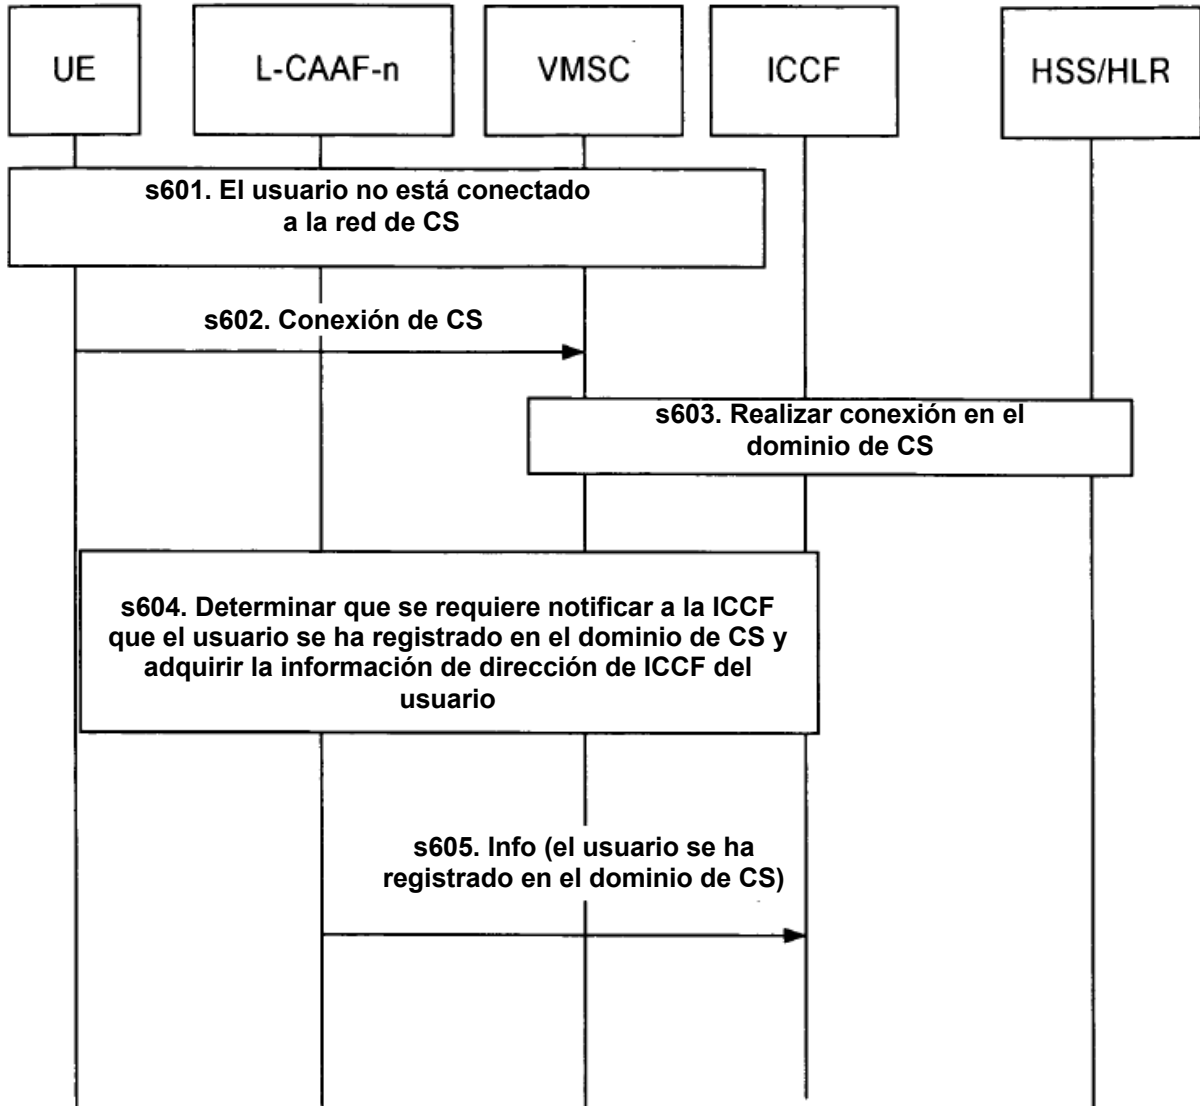 UE
L-CAAF-n
VMSC
ICCF
HSS/HLR
s601. El usuario no está conectado
a la red de CS
s602. Conexión de CS
s603. Realizar conexión en el
dominio de CS
s604. Determinar que se requiere notificar a la ICCF
que el usuario se ha registrado en el dominio de CS y
adquirir la información de dirección de ICCF del
usuario
s605. Info (el usuario se ha
registrado en el dominio de CS)